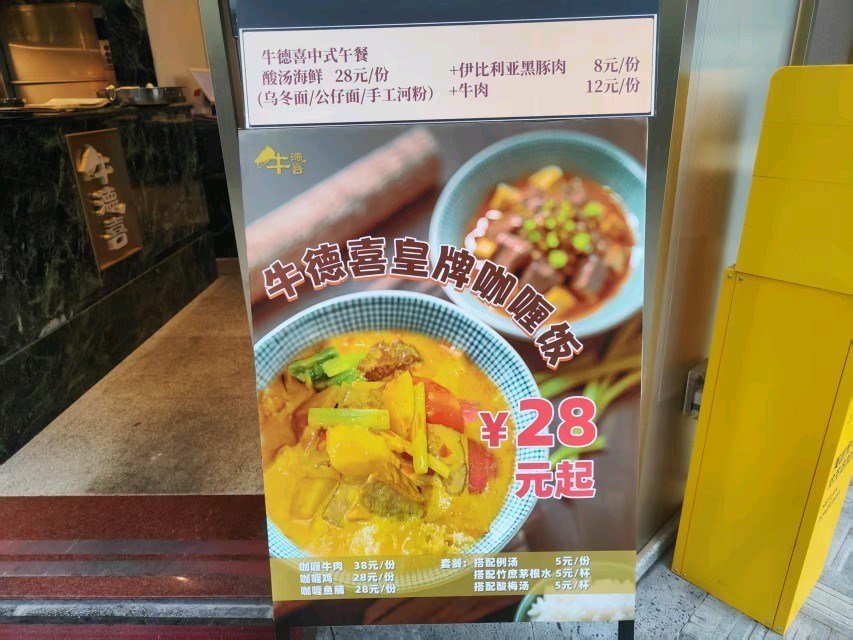 牛德喜中式午餐
酸汤海鲜 28元/份 +伊比利亚黑豚肉 8元/份
(乌冬面/公仔面/手工河粉) +牛肉 12元/份
牛德喜
牛德喜
牛德喜皇牌咖喱饭
¥28
元起
咖喱牛肉 38元/份 套餐: 搭配例汤 5元/份
咖喱鸡 28元/份 搭配竹蔗茅根水 5元/杯
咖喱鱼腩 28元/份 搭配酸梅汤 5元/杯